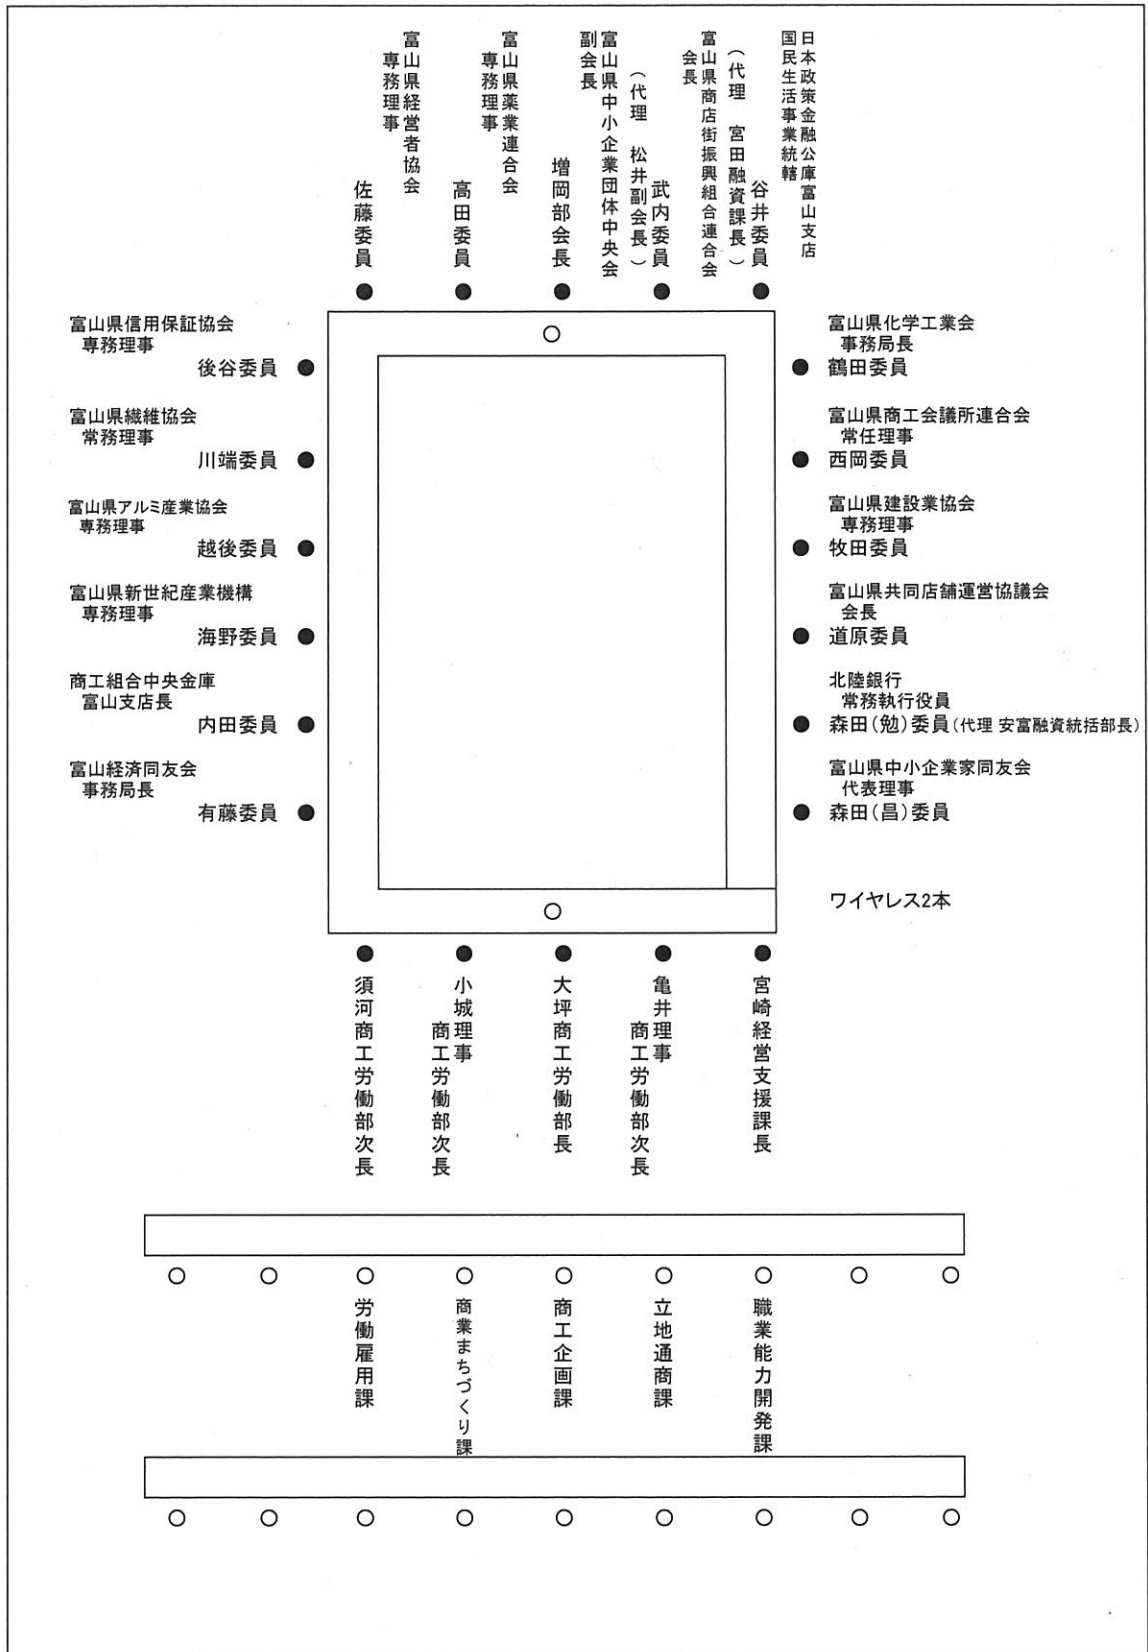 富山県経営者協会
専務理事
佐藤委員
富山県薬業連合会
専務理事
高田委員
富山県中小企業団体中央会
副会長
増岡部会長
富山県商店街振興組合連合会
会長
(代理 松井副会長)
武内委員
日本政策金融公庫富山支店
国民生活事業統轄
(代理 宮田融資課長)
谷井委員
富山県信用保証協会
専務理事
後谷委員
富山県繊維協会
常務理事
川端委員
富山県アルミ産業協会
専務理事
越後委員
富山県新世紀産業機構
専務理事
海野委員
商工組合中央金庫
富山支店長
内田委員
富山経済同友会
事務局長
有藤委員
富山県化学工業会
事務局長
鶴田委員
富山県商工会議所連合会
常任理事
西岡委員
富山県建設業協会
専務理事
牧田委員
富山県共同店舗運営協議会
会長
道原委員
北陸銀行
常務執行役員
森田(勉)委員(代理 安富融資統括部長)
富山県中小企業家同友会
代表理事
森田(昌)委員
ワイヤレス2本
須河商工労働部次長
小城理事
商工労働部次長
大坪商工労働部長
亀井理事
商工労働部次長
宮崎経営支援課長
労働雇用課
商業まちづくり課
商工企画課
立地通商課
職業能力開発課